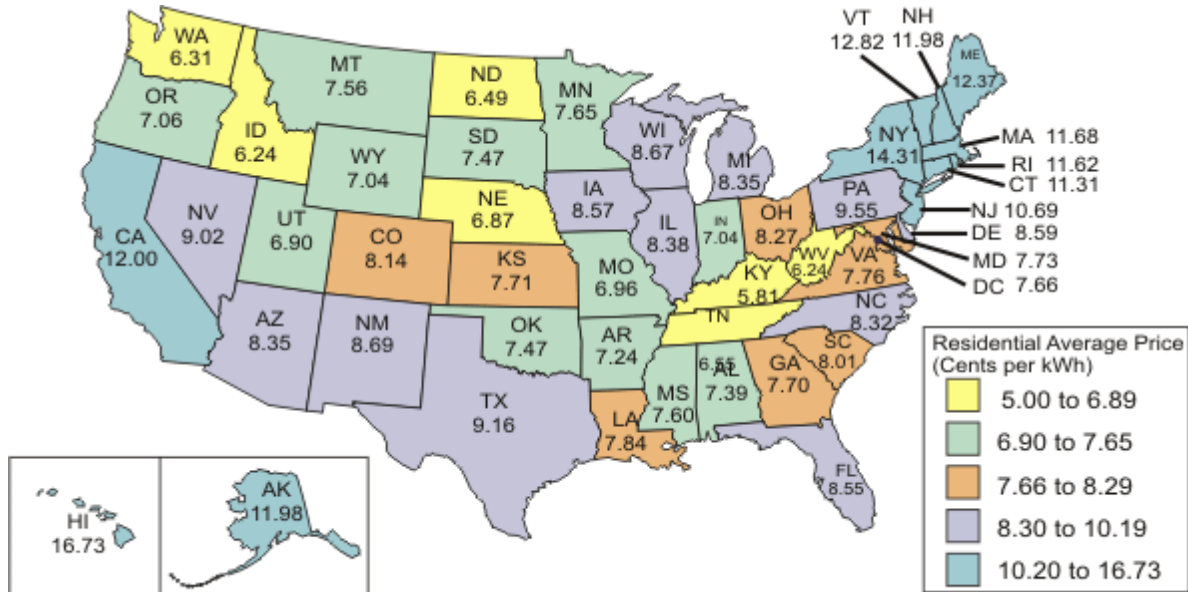 WA
6.31
MT
7.56
ND
6.49
MN
7.65
VT
12.82
NH
11.98
ME
12.37
OR
7.06
ID
6.24
WY
7.04
SD
7.47
WI
8.67
MI
8.35
NY
14.31
MA 11.68
RI 11.62
CT 11.31
NJ 10.69
DE 8.59
MD 7.73
DC 7.66
NE
6.87
IA
8.57
IL
8.38
IN
7.04
OH
8.27
PA
9.55
CA
12.00
NV
9.02
UT
6.90
CO
8.14
KS
7.71
MO
6.96
KY
5.81
WV
6.24
VA
7.76
AZ
8.35
NM
8.69
OK
7.47
AR
7.24
TN
6.55
NC
8.32
SC
8.01
TX
9.16
LA
7.84
MS
7.60
AL
7.39
GA
7.70
FL
8.55
HI
16.73
AK
11.98
Residential Average Price
(Cents per kWh)
5.00 to 6.89
6.90 to 7.65
7.66 to 8.29
8.30 to 10.19
10.20 to 16.73